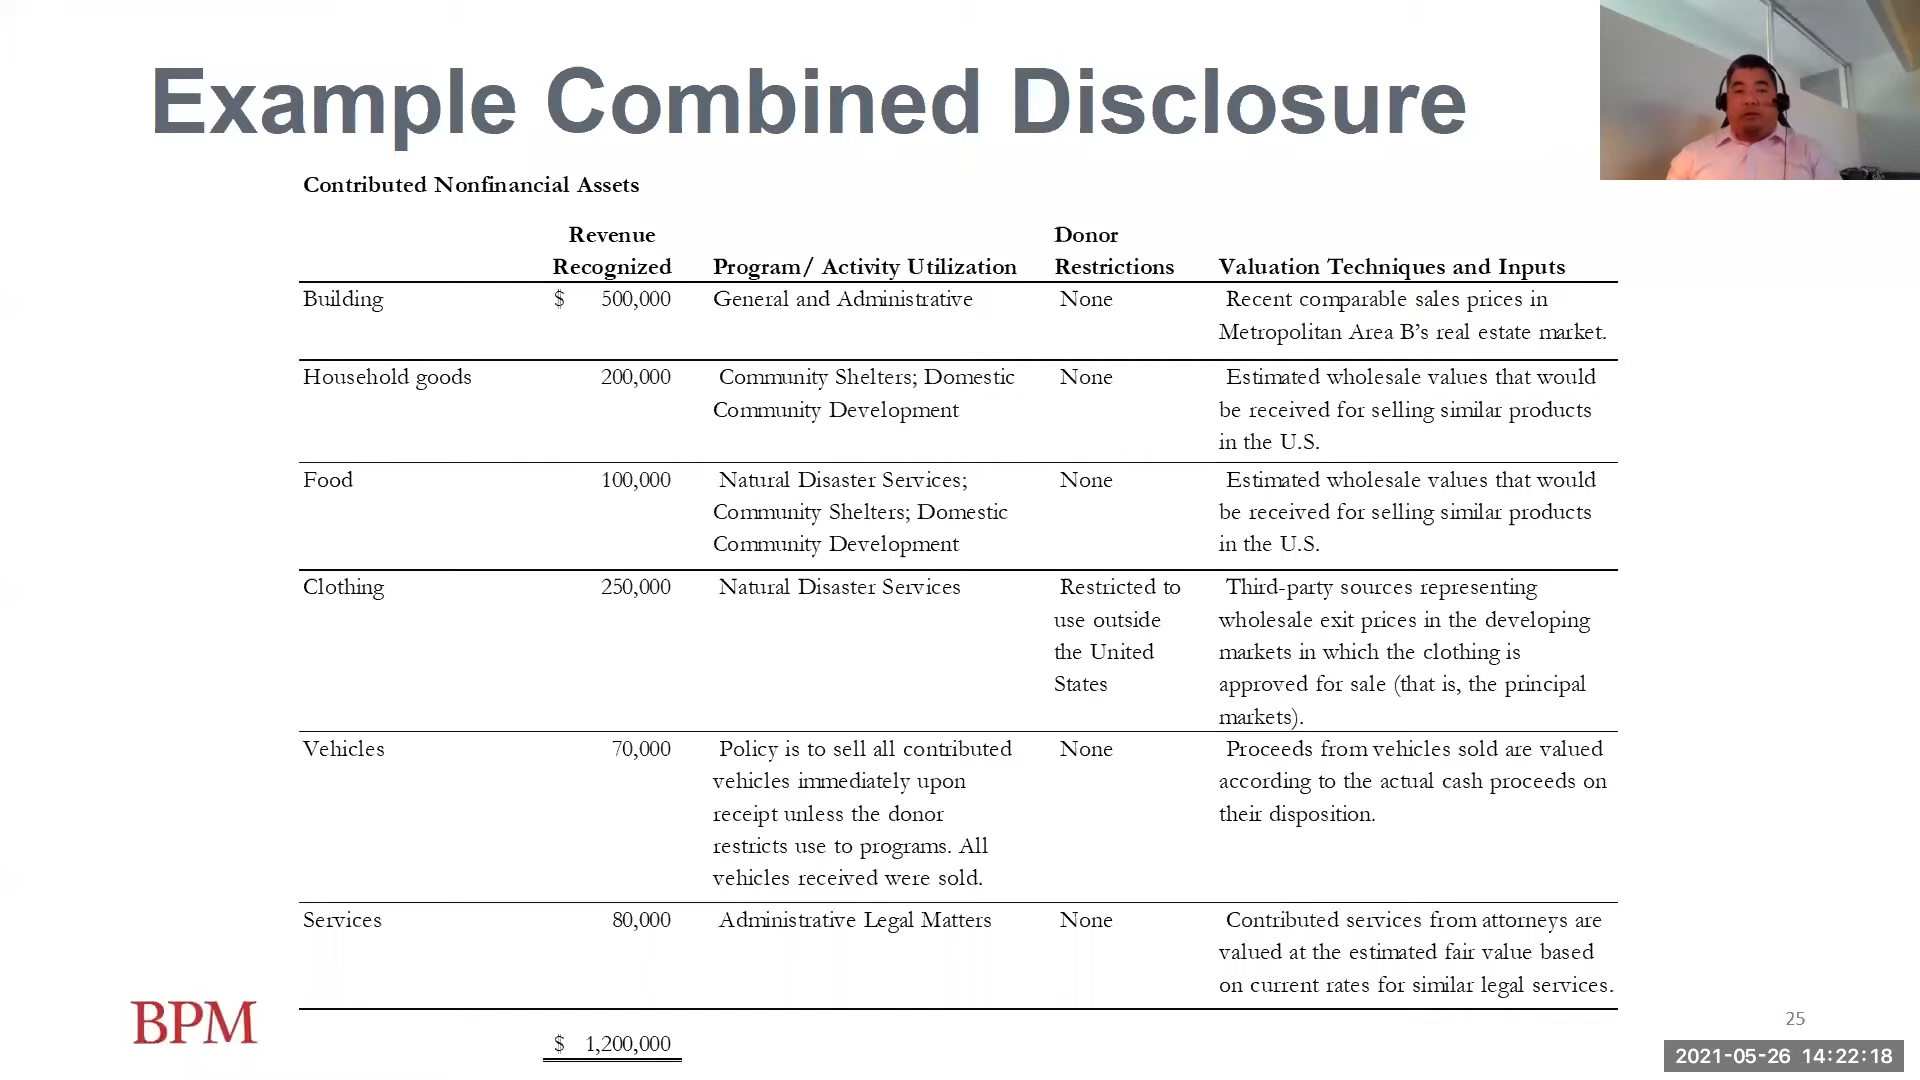 Example Combined Disclosure
Contributed Nonfinancial Assets
Revenue Recognized Program/ Activity Utilization Donor Restrictions Valuation Techniques and Inputs
Building $ 500,000 General and Administrative None Recent comparable sales prices in
Metropolitan Area B’s real estate market.
Household goods 200,000 Community Shelters; Domestic None Estimated wholesale values that would
Community Development be received for selling similar products
in the U.S.
Food 100,000 Natural Disaster Services; None Estimated wholesale values that would
Community Shelters; Domestic be received for selling similar products
Community Development in the U.S.
Clothing 250,000 Natural Disaster Services Restricted to Third-party sources representing
use outside wholesale exit prices in the developing
the United markets in which the clothing is
States approved for sale (that is, the principal
markets).
Vehicles 70,000 Policy is to sell all contributed None Proceeds from vehicles sold are valued
vehicles immediately upon according to the actual cash proceeds on
receipt unless the donor their disposition.
restricts use to programs. All
vehicles received were sold.
Services 80,000 Administrative Legal Matters None Contributed services from attorneys are
valued at the estimated fair value based
on current rates for similar legal services.
$ 1,200,000
BPM
25
2021-05-26 14:22:18